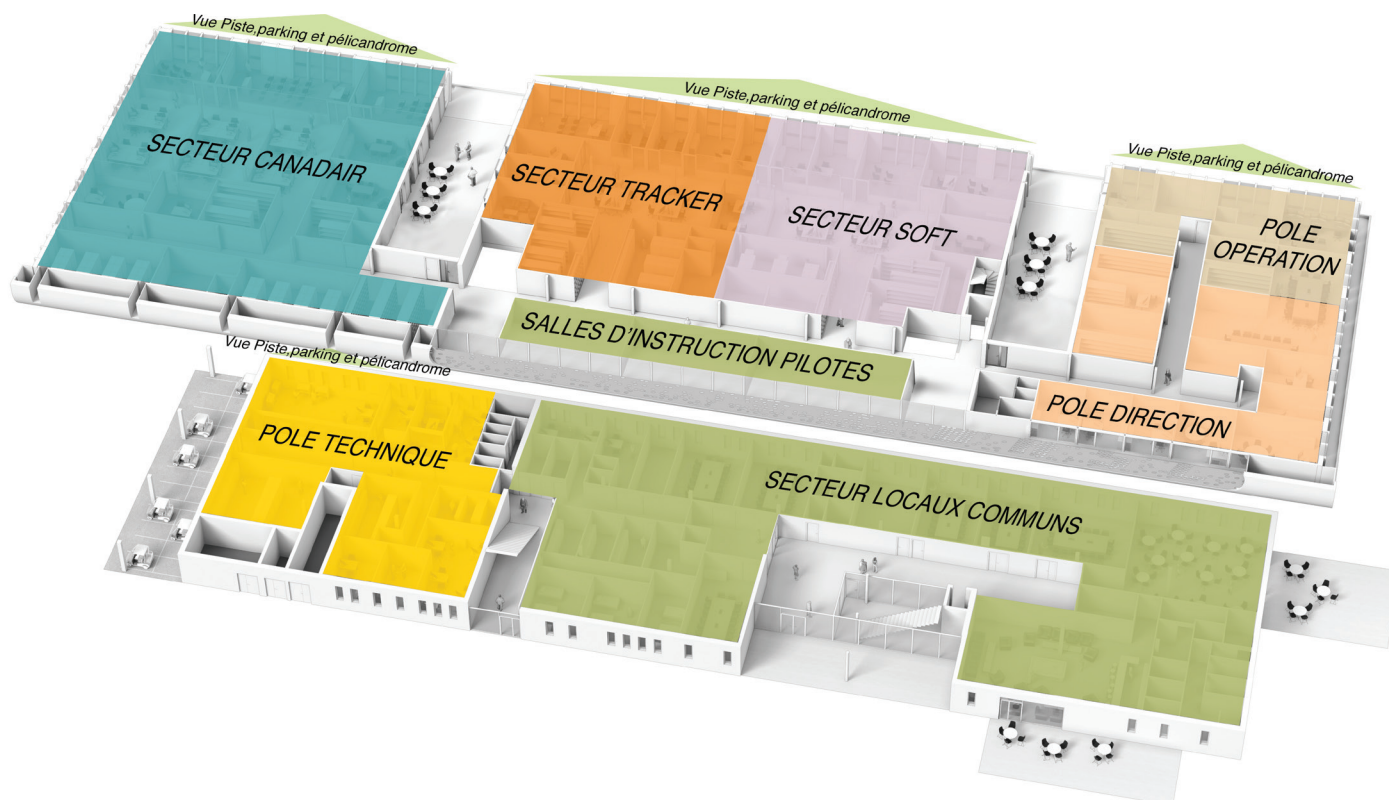 Vue Piste,parking et pélicandrome
Vue Piste,parking et pélicandrome
Vue Piste,parking et pélicandrome
SECTEUR CANADAIR
SECTEUR TRACKER
SECTEUR SOFT
POLE
OPERATION
SALLES D'INSTRUCTION PILOTES
POLE DIRECTION
Vue Piste,parking et pélicandrome
POLE TECHNIQUE
SECTEUR LOCAUX COMMUNS